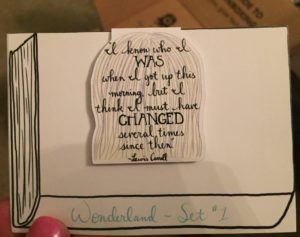 "I know who I
WAS
when I got up this
morning, but I
think I must have
CHANGED
several times
since then"
-Lewis Carroll
Wonderland - Set #1